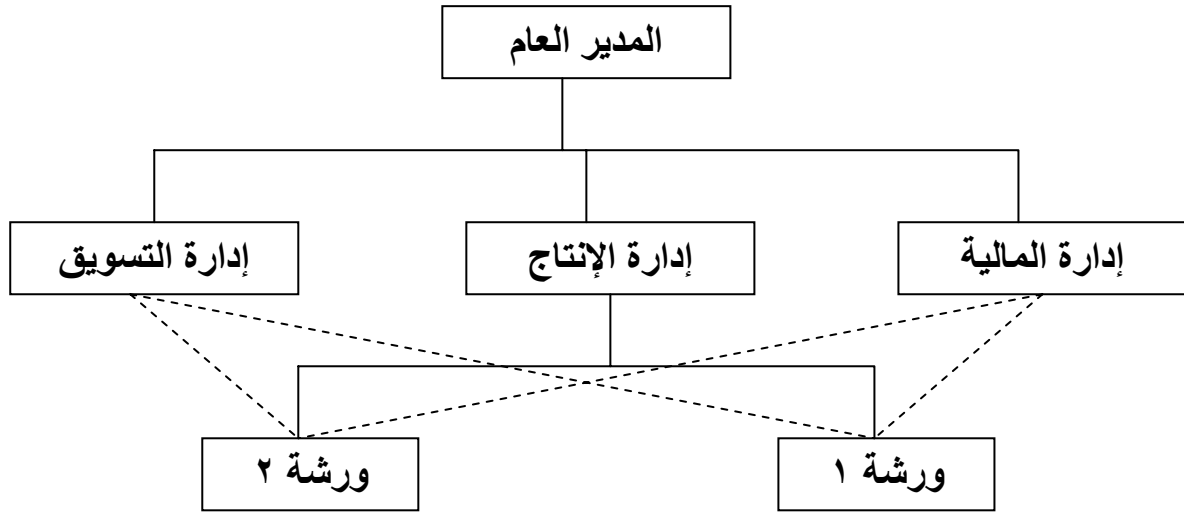 المدير العام
إدارة المالية
إدارة الإنتاج
إدارة التسويق
ورشة ١
ورشة ٢